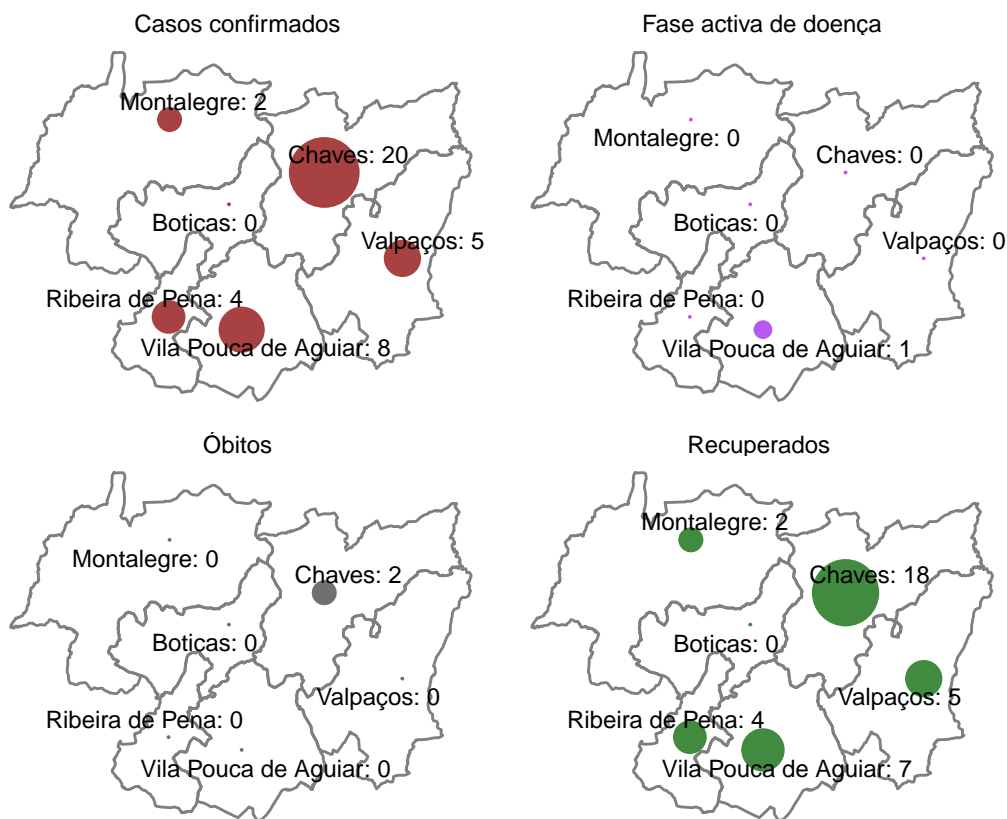 Casos confirmados
Montalegre: 2
Chaves: 20
Boticas: 0
Valpaços: 5
Ribeira de Pena: 4
Vila Pouca de Aguiar: 8
Fase activa de doença
Montalegre: 0
Chaves: 0
Boticas: 0
Valpaços: 0
Ribeira de Pena: 0
Vila Pouca de Aguiar: 1
Óbitos
Montalegre: 0
Chaves: 2
Boticas: 0
Valpaços: 0
Ribeira de Pena: 0
Vila Pouca de Aguiar: 0
Recuperados
Montalegre: 2
Chaves: 18
Boticas: 0
Valpaços: 5
Ribeira de Pena: 4
Vila Pouca de Aguiar: 7